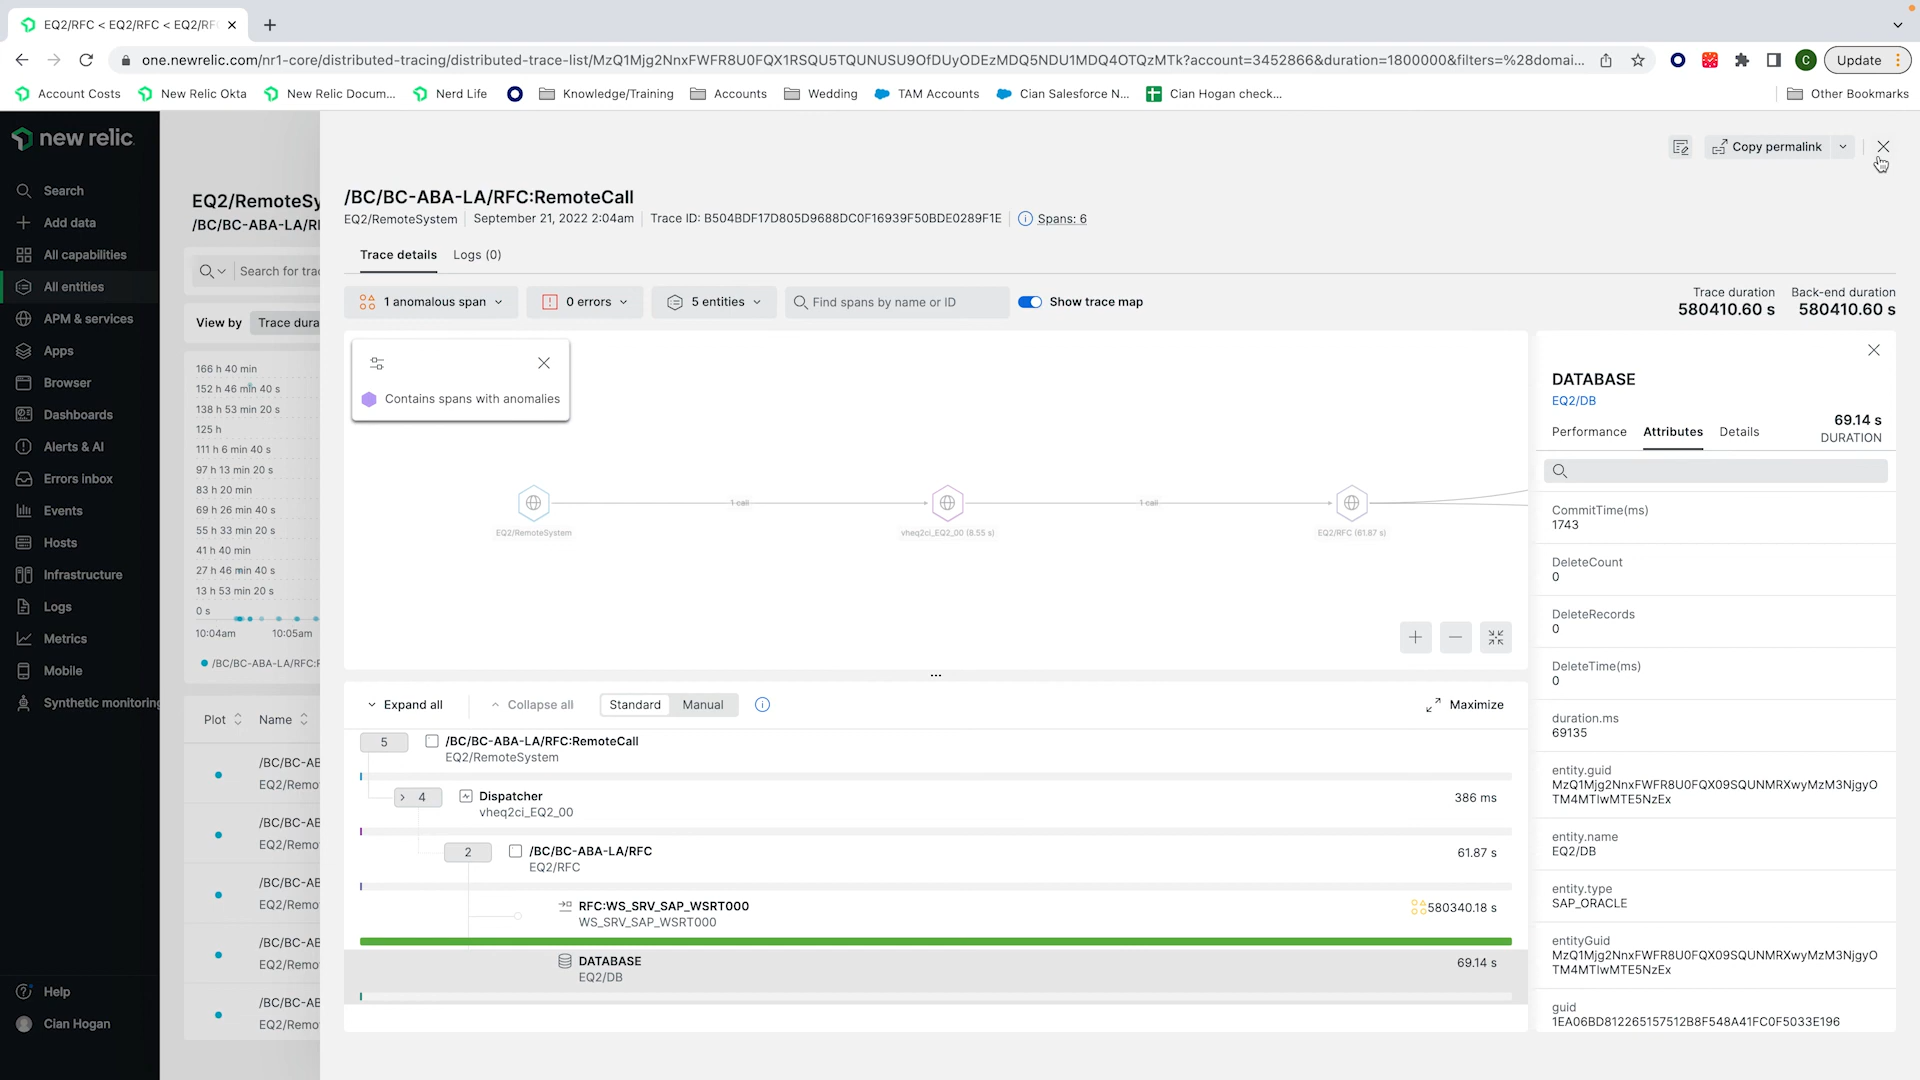 EQ2/RFC < EQ2/RFC < EQ2/RF
one.newrelic.com/nr1-core/distributed-tracing/distributed-trace-list/MzQ1Mjg2NnxFWFR8U0FQX1RSQU5TQUNUSU9OfDUyODEzMDQ5NDU1MDQ4OTQzMTk?account=3452866&duration=1800000&filters=%28domai...
C
Update
Account Costs
New Relic Okta
New Relic Docum...
Nerd Life
Knowledge/Training
Accounts
Wedding
TAM Accounts
Cian Salesforce N...
Cian Hogan check...
Other Bookmarks
new relic
Search
Add data
All capabilities
All entities
APM & services
Apps
Browser
Dashboards
Alerts & AI
Errors inbox
Events
Hosts
Infrastructure
Logs
Metrics
Mobile
Synthetic monitoring
Help
Cian Hogan
EQ2/RemoteSy
/BC/BC-ABA-LA/RI
Search for trac
View by
Trace dura
166 h 40 min
152 h 46 min 40 s
138 h 53 min 20 s
125 h
111 h 6 min 40 s
97 h 13 min 20 s
83 h 20 min
69 h 26 min 40 s
55 h 33 min 20 s
41 h 40 min
27 h 46 min 40 s
13 h 53 min 20 s
0 s
10:04am
10:05am
/BC/BC-ABA-LA/RFC:F
Plot
Name
/BC/BC-AB
EQ2/Remo
/BC/BC-AB
EQ2/Remo
/BC/BC-AB
EQ2/Remo
/BC/BC-AB
EQ2/Remo
/BC/BC-AB
EQ2/Remo
Copy permalink
/BC/BC-ABA-LA/RFC:RemoteCall
EQ2/RemoteSystem
September 21, 2022 2:04am
Trace ID: B504BDF17D805D9688DC0F16939F50BDE0289F1E
Spans: 6
Trace details
Logs (0)
1 anomalous span
0 errors
5 entities
Find spans by name or ID
Show trace map
Trace duration
580410.60 s
Back-end duration
580410.60 s
Contains spans with anomalies
1 call
1 call
EQ2/RemoteSystem
vheq2ci_EQ2_00 (8.55 s)
EQ2/RFC (61.87 s)
Expand all
Collapse all
Standard
Manual
Maximize
5
/BC/BC-ABA-LA/RFC:RemoteCall
EQ2/RemoteSystem
4
Dispatcher
vheq2ci_EQ2_00
386 ms
2
/BC/BC-ABA-LA/RFC
EQ2/RFC
61.87 s
RFC:WS_SRV_SAP_WSRT000
WS_SRV_SAP_WSRT000
580340.18 s
DATABASE
EQ2/DB
69.14 s
DATABASE
EQ2/DB
69.14 s
DURATION
Performance
Attributes
Details
CommitTime(ms)
1743
DeleteCount
0
DeleteRecords
0
DeleteTime(ms)
0
duration.ms
69135
entity.guid
MzQ1Mjg2NnxFWFR8U0FQX09SQUNMRXwyMzM3NjgyO
TM4MTIwMTE5NzEx
entity.name
EQ2/DB
entity.type
SAP_ORACLE
entityGuid
MzQ1Mjg2NnxFWFR8U0FQX09SQUNMRXwyMzM3NjgyO
TM4MTIwMTE5NzEx
guid
1EA06BD812265157512B8F548A41FC0F5033E196